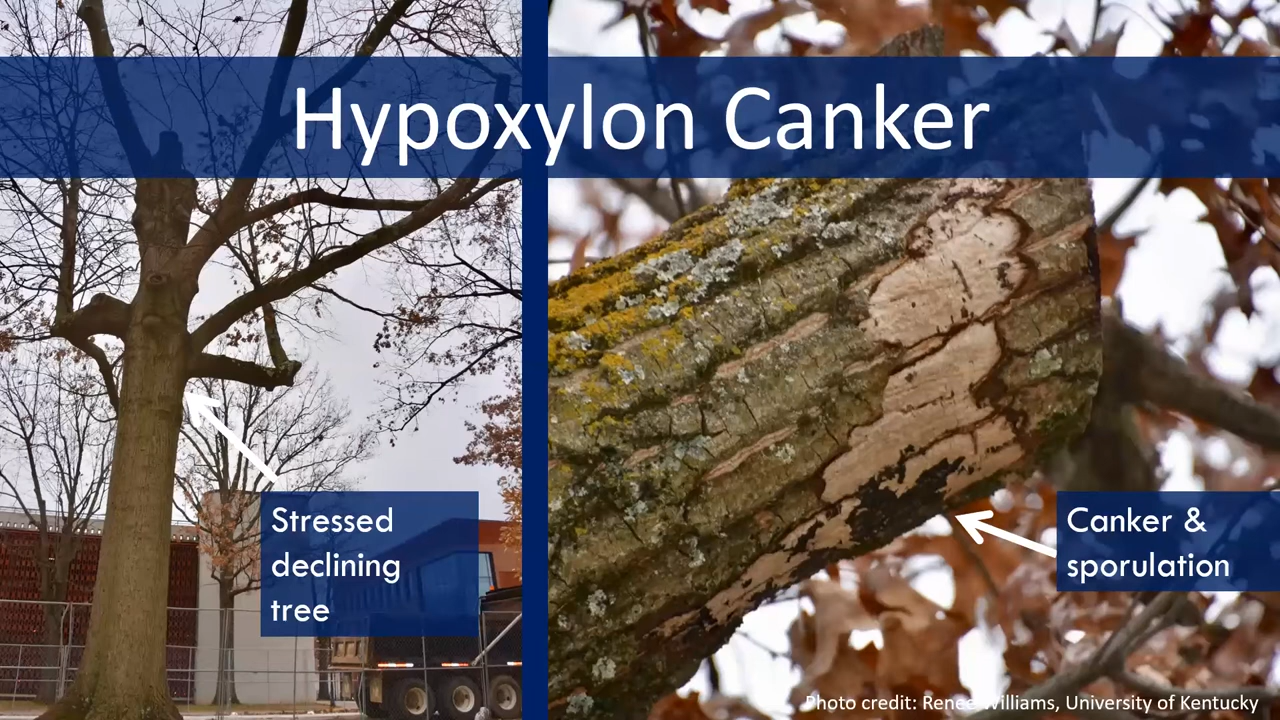 Hypoxylon Canker
Stressed
declining
tree
Canker &
sporulation
Photo credit: Renee Williams, University of Kentucky